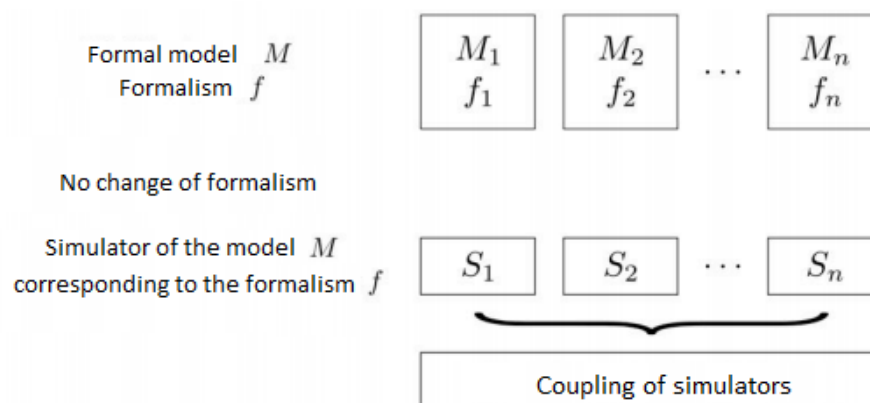 Formal model M
Formalism f
M₁ M₂ ⋯ Mₙ
f₁ f₂ fₙ
No change of formalism
Simulator of the model M
corresponding to the formalism f
S₁ S₂ ⋯ Sₙ
Coupling of simulators